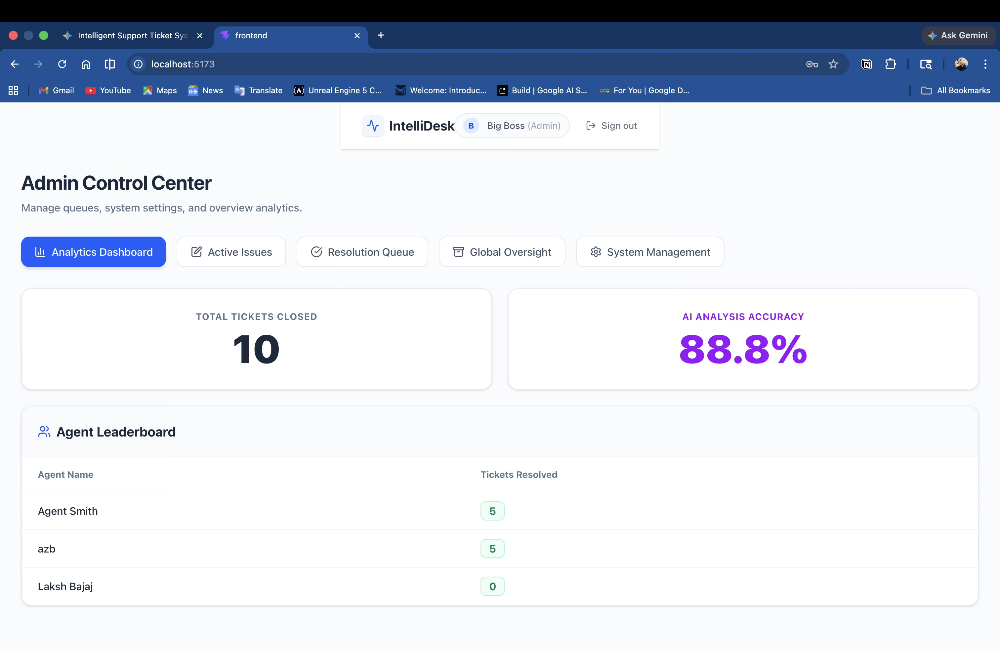 Intelligent Support Ticket Sys
frontend
Ask Gemini
localhost:5173
Gmail
YouTube
Maps
News
Translate
Unreal Engine 5 C...
Welcome: Introduc...
Build | Google AI S...
For You | Google D...
All Bookmarks
IntelliDesk
B
Big Boss (Admin)
Sign out
Admin Control Center
Manage queues, system settings, and overview analytics.
Analytics Dashboard
Active Issues
Resolution Queue
Global Oversight
System Management
TOTAL TICKETS CLOSED
10
AI ANALYSIS ACCURACY
88.8%
Agent Leaderboard
Agent Name Tickets Resolved
Agent Smith 5
azb 5
Laksh Bajaj 0